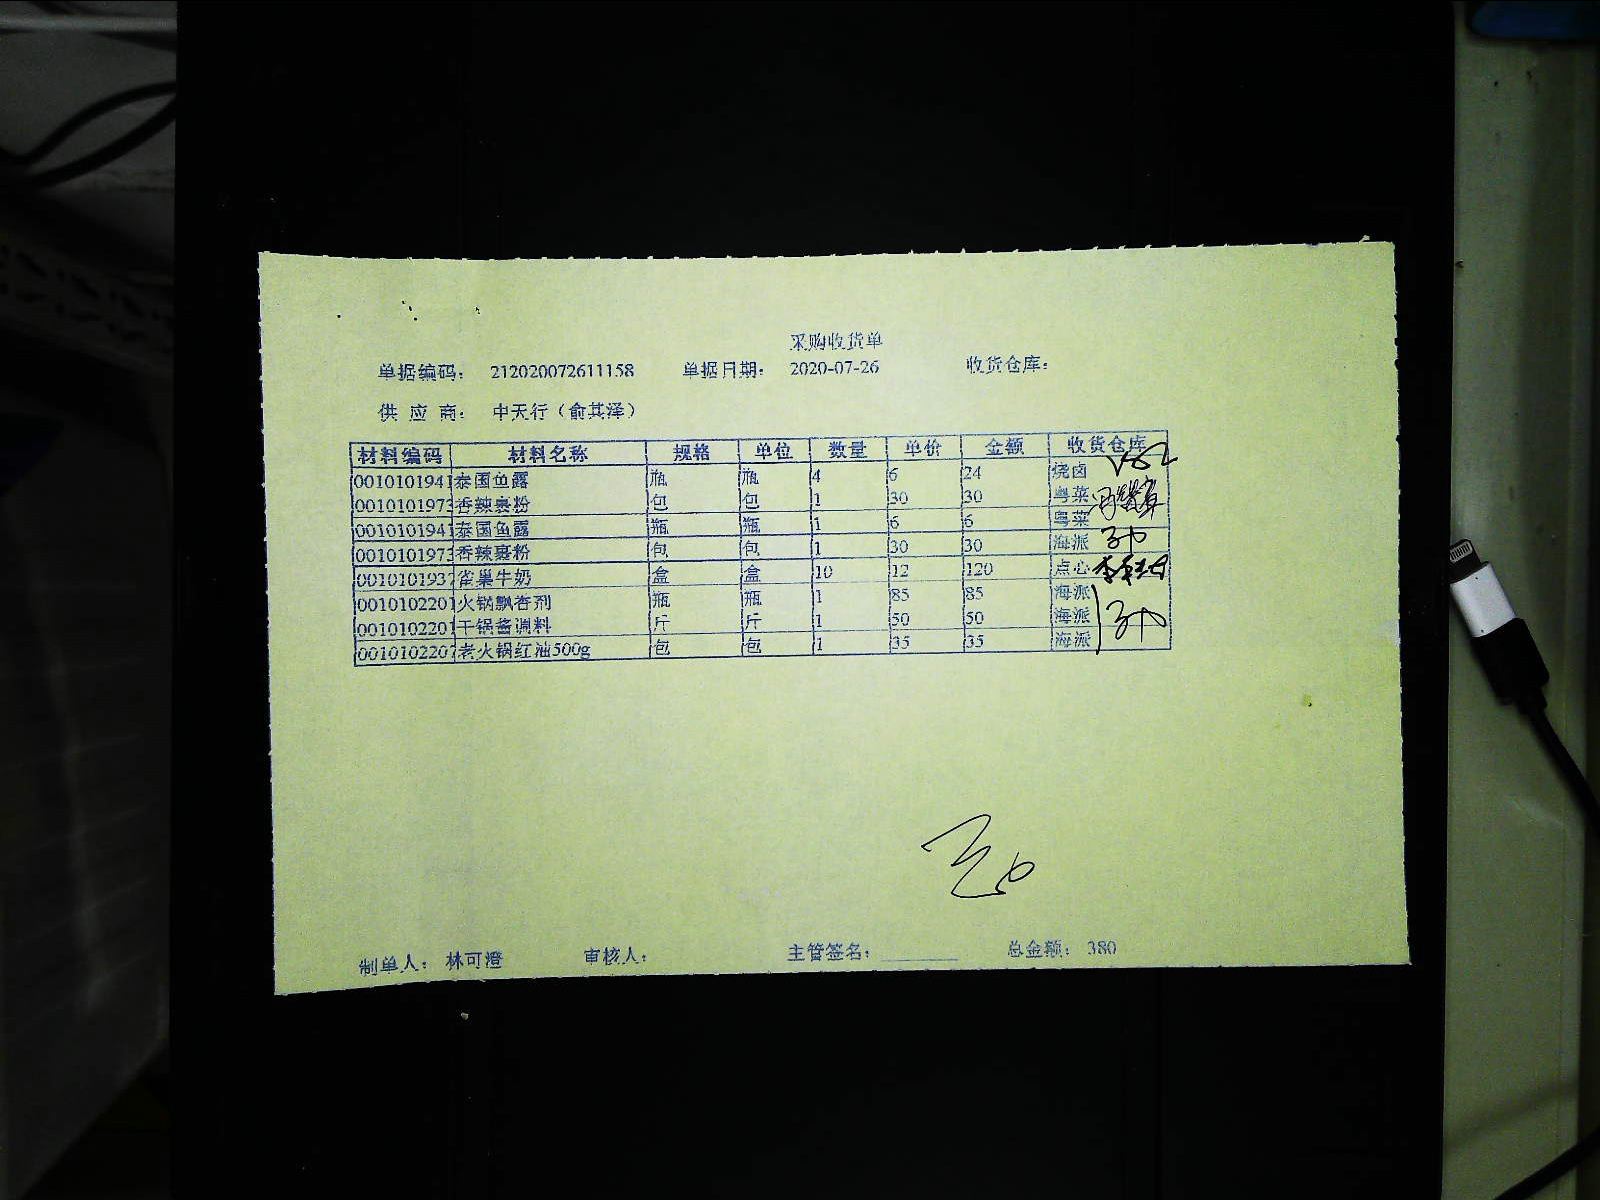 采购收货单
单据编码： 212020072611158 单据日期： 2020-07-26 收货仓库：
供 应 商： 中天行（俞其泽）
材料编码 材料名称 规格 单位 数量 单价 金额 收货仓库
0010101941 泰国鱼露 瓶 瓶 4 6 24 烧卤
0010101973 香辣裹粉 包 包 1 30 30 粤菜
0010101941 泰国鱼露 瓶 瓶 1 6 6 粤菜
0010101973 香辣裹粉 包 包 1 30 30 海派
0010101937 雀巢牛奶 盒 盒 10 12 120 点心
0010102201 火锅飘香剂 瓶 瓶 1 85 85 海派
0010102201 干锅酱调料 斤 斤 1 50 50 海派
0010102207 老火锅红油500g 包 包 1 35 35 海派
制单人： 林可澄 审核人： 主管签名： 总金额： 380